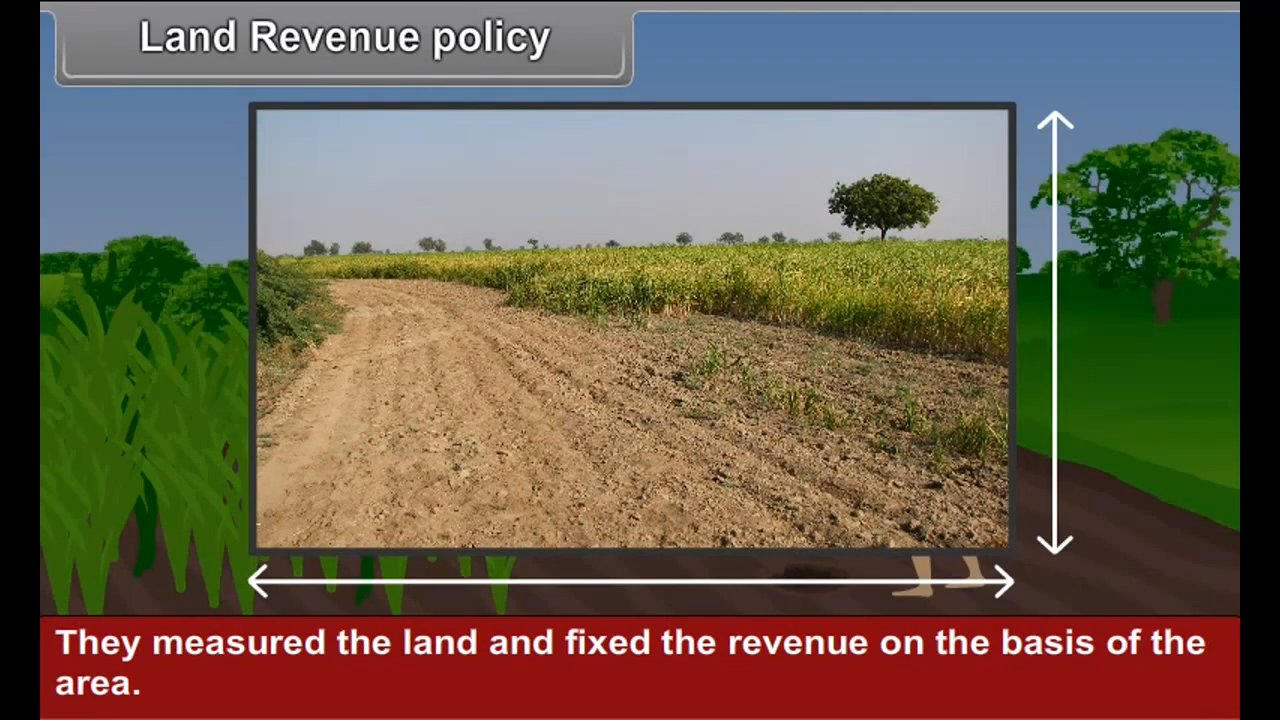 Land Revenue policy
They measured the land and fixed the revenue on the basis of the
area.